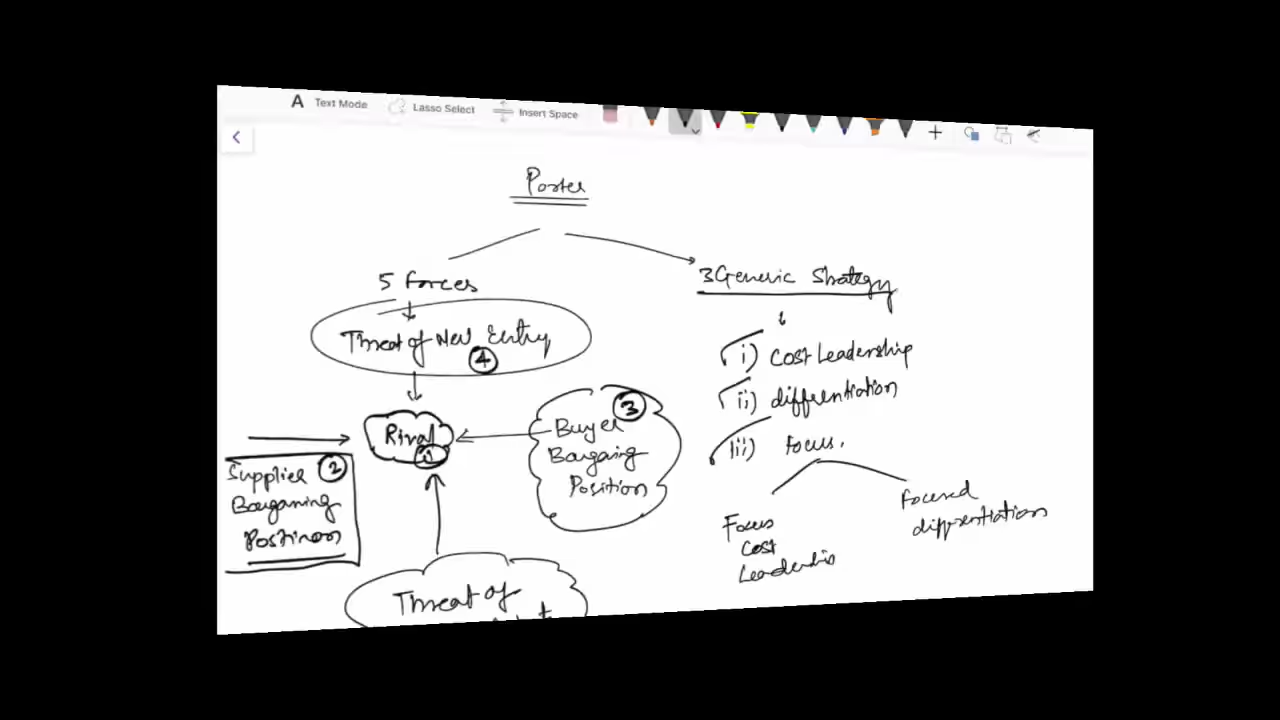 A Text Mode Lasso Select Insert Space
Porter
5 Forces
3 Generic Strategy
Threat of New Entry
4
i) Cost Leadership
ii) differentiation
iii) Focus.
Rival
1
Buyer 3
Bargaing
Position
Supplier 2
Bargaining
Position
Focus
Cost
Leadership
Focused
differentiation
Threat of